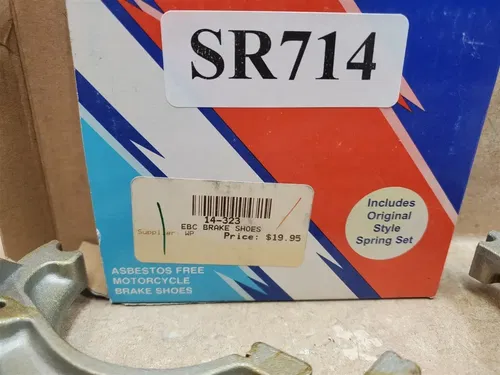 SR714
14-323
EBC BRAKE SHOES
Supplier: WP
Price: $19.95
Includes
Original
Style
Spring Set
ASBESTOS FREE
MOTORCYCLE
BRAKE SHOES